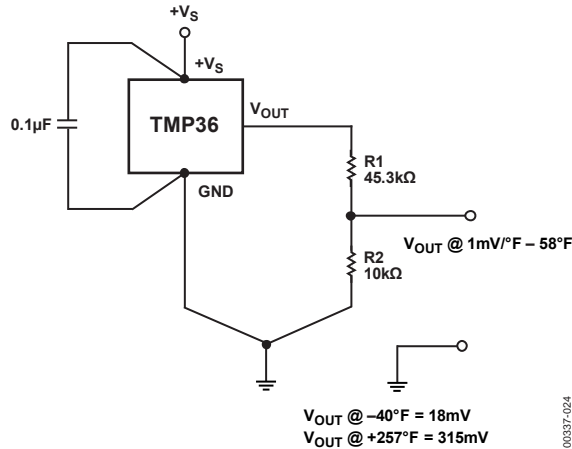 +VS
+VS
VOUT
0.1µF
TMP36
R1
45.3kΩ
GND
VOUT @ 1mV/°F – 58°F
R2
10kΩ
VOUT @ –40°F = 18mV
VOUT @ +257°F = 315mV
00337-024